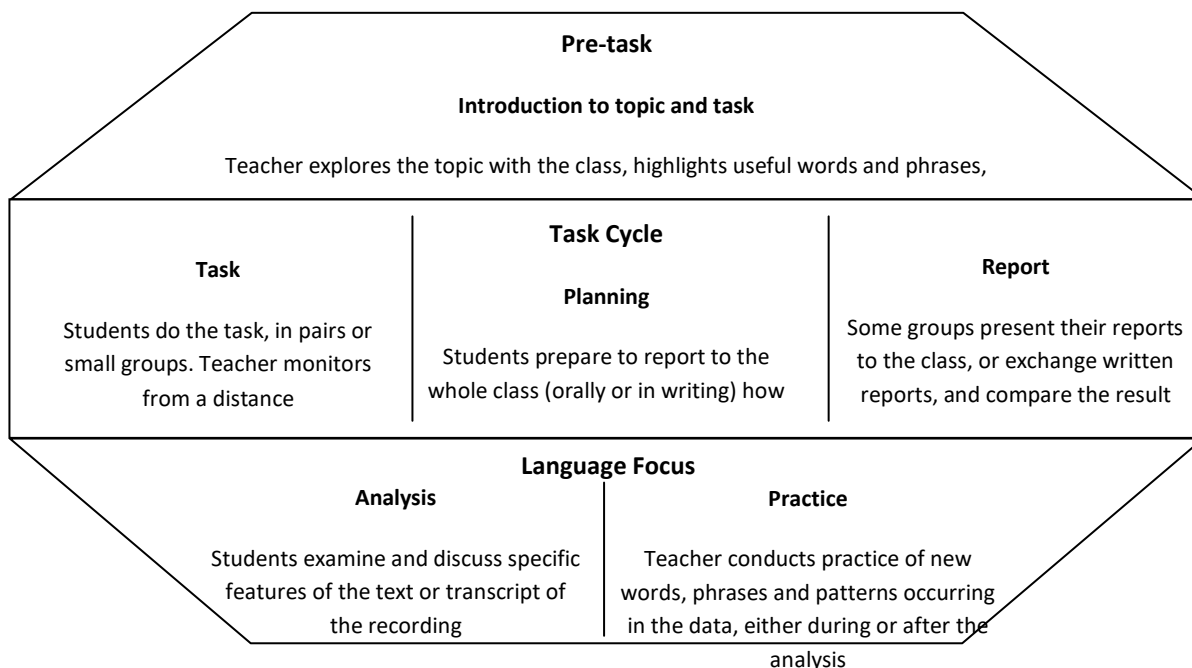 Pre-task
Introduction to topic and task
Teacher explores the topic with the class, highlights useful words and phrases,
Task Cycle
Task
Students do the task, in pairs or
small groups. Teacher monitors
from a distance
Planning
Students prepare to report to the
whole class (orally or in writing) how
Report
Some groups present their reports
to the class, or exchange written
reports, and compare the result
Language Focus
Analysis
Students examine and discuss specific
features of the text or transcript of
the recording
Practice
Teacher conducts practice of new
words, phrases and patterns occurring
in the data, either during or after the
analysis